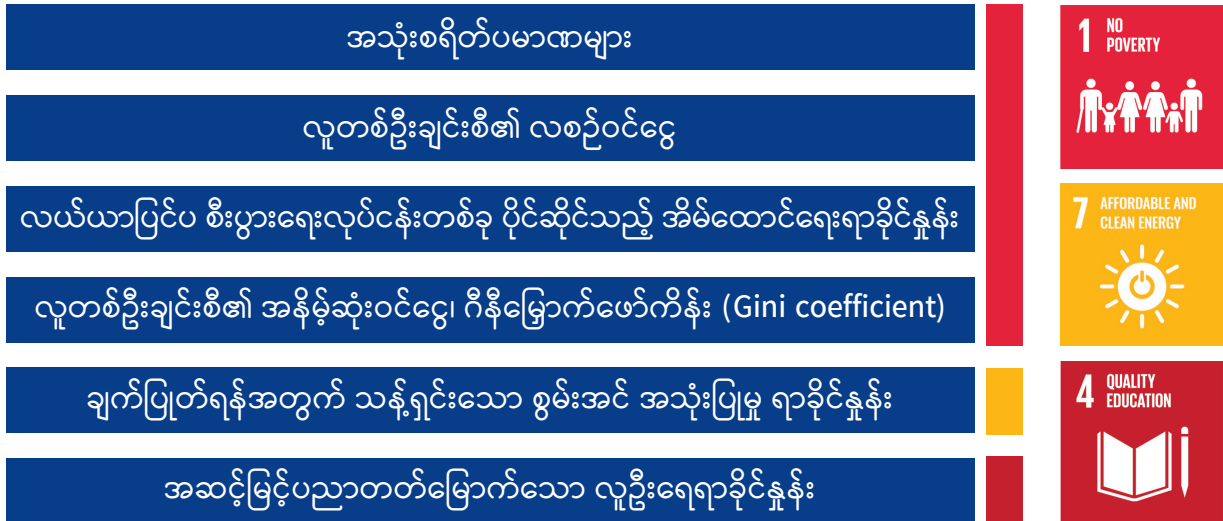 အသုံးစရိတ်ပမာဏများ
လူတစ်ဦးချင်းစီ၏ လစဉ်ဝင်ငွေ
လယ်ယာပြင်ပ စီးပွားရေးလုပ်ငန်းတစ်ခု ပိုင်ဆိုင်သည့် အိမ်ထောင်ရေးရာခိုင်နှုန်း
လူတစ်ဦးချင်းစီ၏ အနိမ့်ဆုံးဝင်ငွေ၊ ဂီနီမြှောက်ဖော်ကိန်း (Gini coefficient)
ချက်ပြုတ်ရန်အတွက် သန့်ရှင်းသော စွမ်းအင် အသုံးပြုမှု ရာခိုင်နှုန်း
အဆင့်မြင့်ပညာတတ်မြောက်သော လူဦးရေရာခိုင်နှုန်း
1 NO
POVERTY
7 AFFORDABLE AND
CLEAN ENERGY
4 QUALITY
EDUCATION